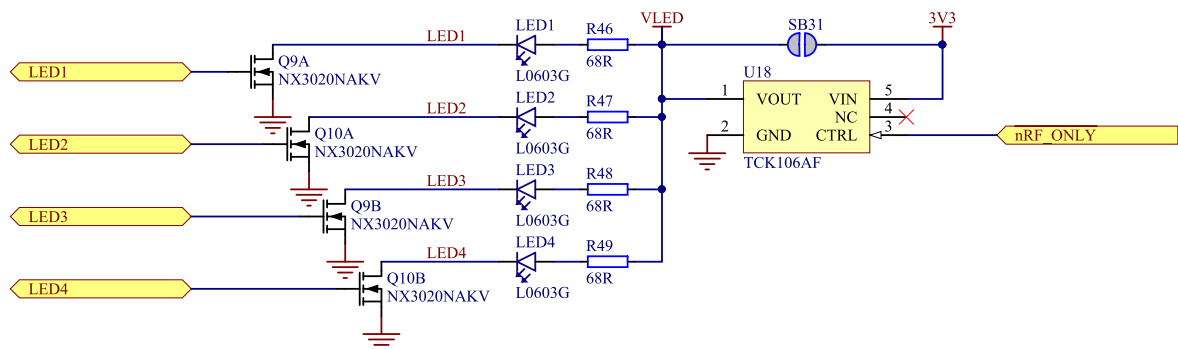 VLED
SB31
3V3
LED1
LED1
R46
68R
L0603G
Q9A
NX3020NAKV
LED1
U18
1
VOUT
VIN
5
NC
4
2
GND
CTRL
3
TCK106AF
nRF_ONLY
LED2
LED2
R47
68R
L0603G
Q10A
NX3020NAKV
LED2
LED3
LED3
R48
68R
L0603G
Q9B
NX3020NAKV
LED3
LED4
LED4
R49
68R
L0603G
Q10B
NX3020NAKV
LED4